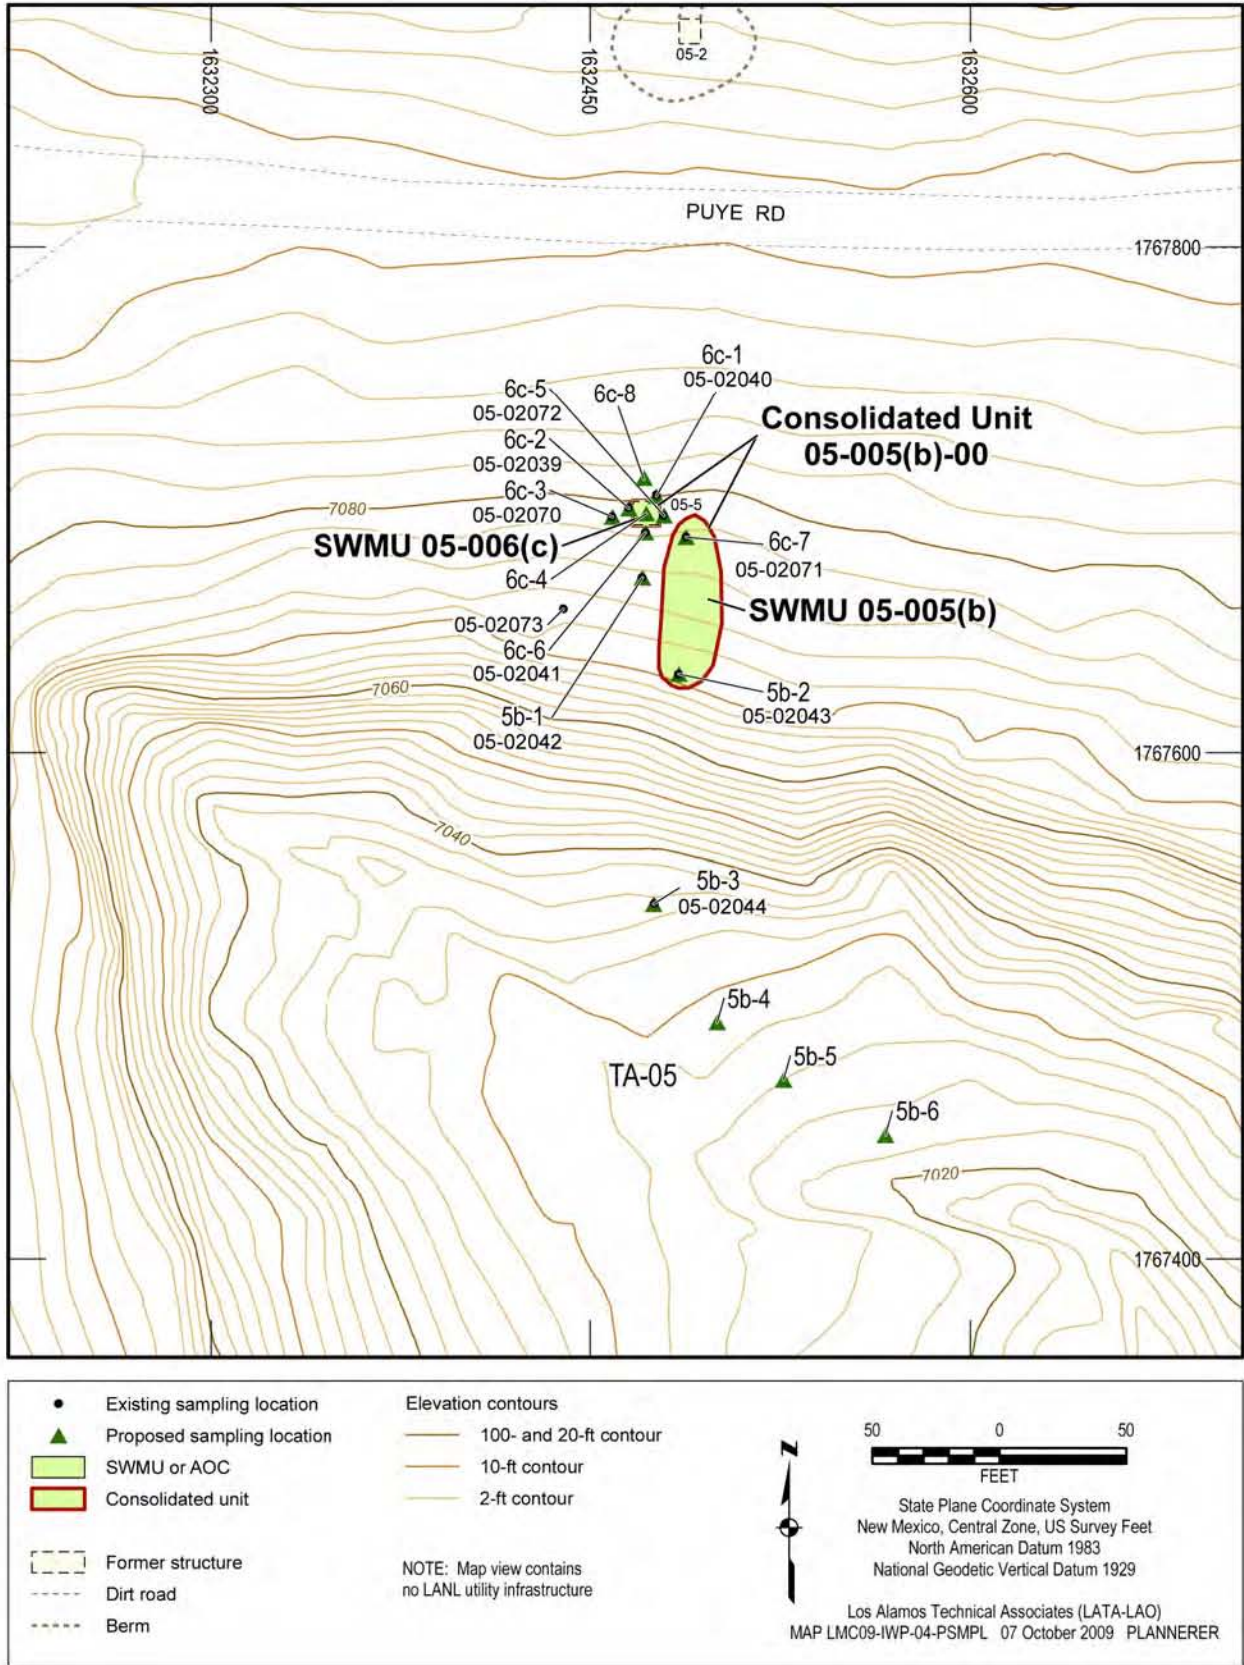 1632300
1632450
1632600
05-2
PUYE RD
1767800
6c-1
05-02040
6c-5
05-02072
6c-8
6c-2
05-02039
Consolidated Unit
05-005(b)-00
6c-3
05-02070
7080
05-5
SWMU 05-006(c)
6c-7
05-02071
6c-4
SWMU 05-005(b)
05-02073
6c-6
05-02041
7060
5b-2
05-02043
5b-1
05-02042
1767600
7040
5b-3
05-02044
5b-4
TA-05
5b-5
5b-6
7020
1767400
Existing sampling location
Proposed sampling location
SWMU or AOC
Consolidated unit
Former structure
Dirt road
Berm
Elevation contours
100- and 20-ft contour
10-ft contour
2-ft contour
NOTE: Map view contains
no LANL utility infrastructure
N
50 0 50
FEET
State Plane Coordinate System
New Mexico, Central Zone, US Survey Feet
North American Datum 1983
National Geodetic Vertical Datum 1929
Los Alamos Technical Associates (LATA-LAO)
MAP LMC09-IWP-04-PSMPL 07 October 2009 PLANNERER